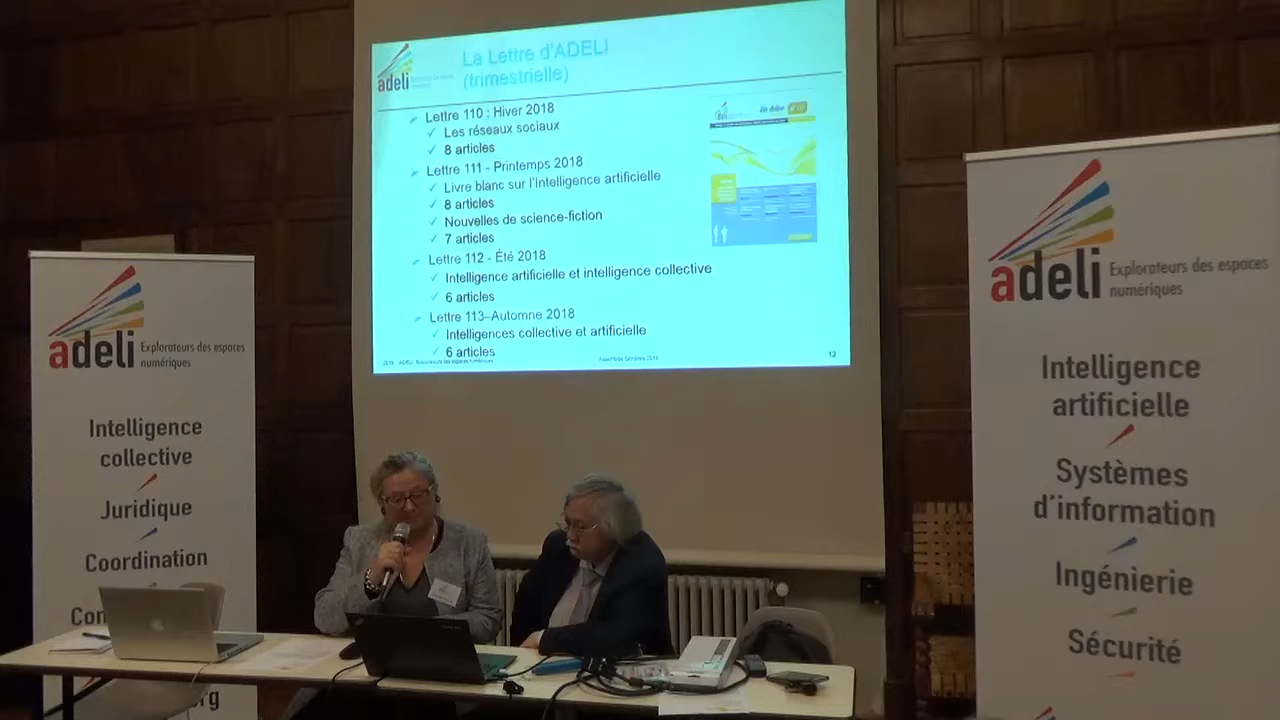 adeli
La Lettre d'ADELI
(trimestrielle)
Lettre 110 : Hiver 2018
✓ Les réseaux sociaux
✓ 8 articles
Lettre 111 - Printemps 2018
✓ Livre blanc sur l'Intelligence artificielle
✓ 8 articles
✓ Nouvelles de science-fiction
✓ 7 articles
Lettre 112 - Été 2018
✓ Intelligence artificielle et intelligence collective
✓ 6 articles
Lettre 113–Automne 2018
✓ Intelligences collective et artificielle
✓ 6 articles
12
adeli
Explorateurs des espaces
numériques
Intelligence
collective
Juridique
Coordination
adeli
Explorateurs des espaces
numériques
Intelligence
artificielle
Systèmes
d'information
Ingénierie
Sécurité